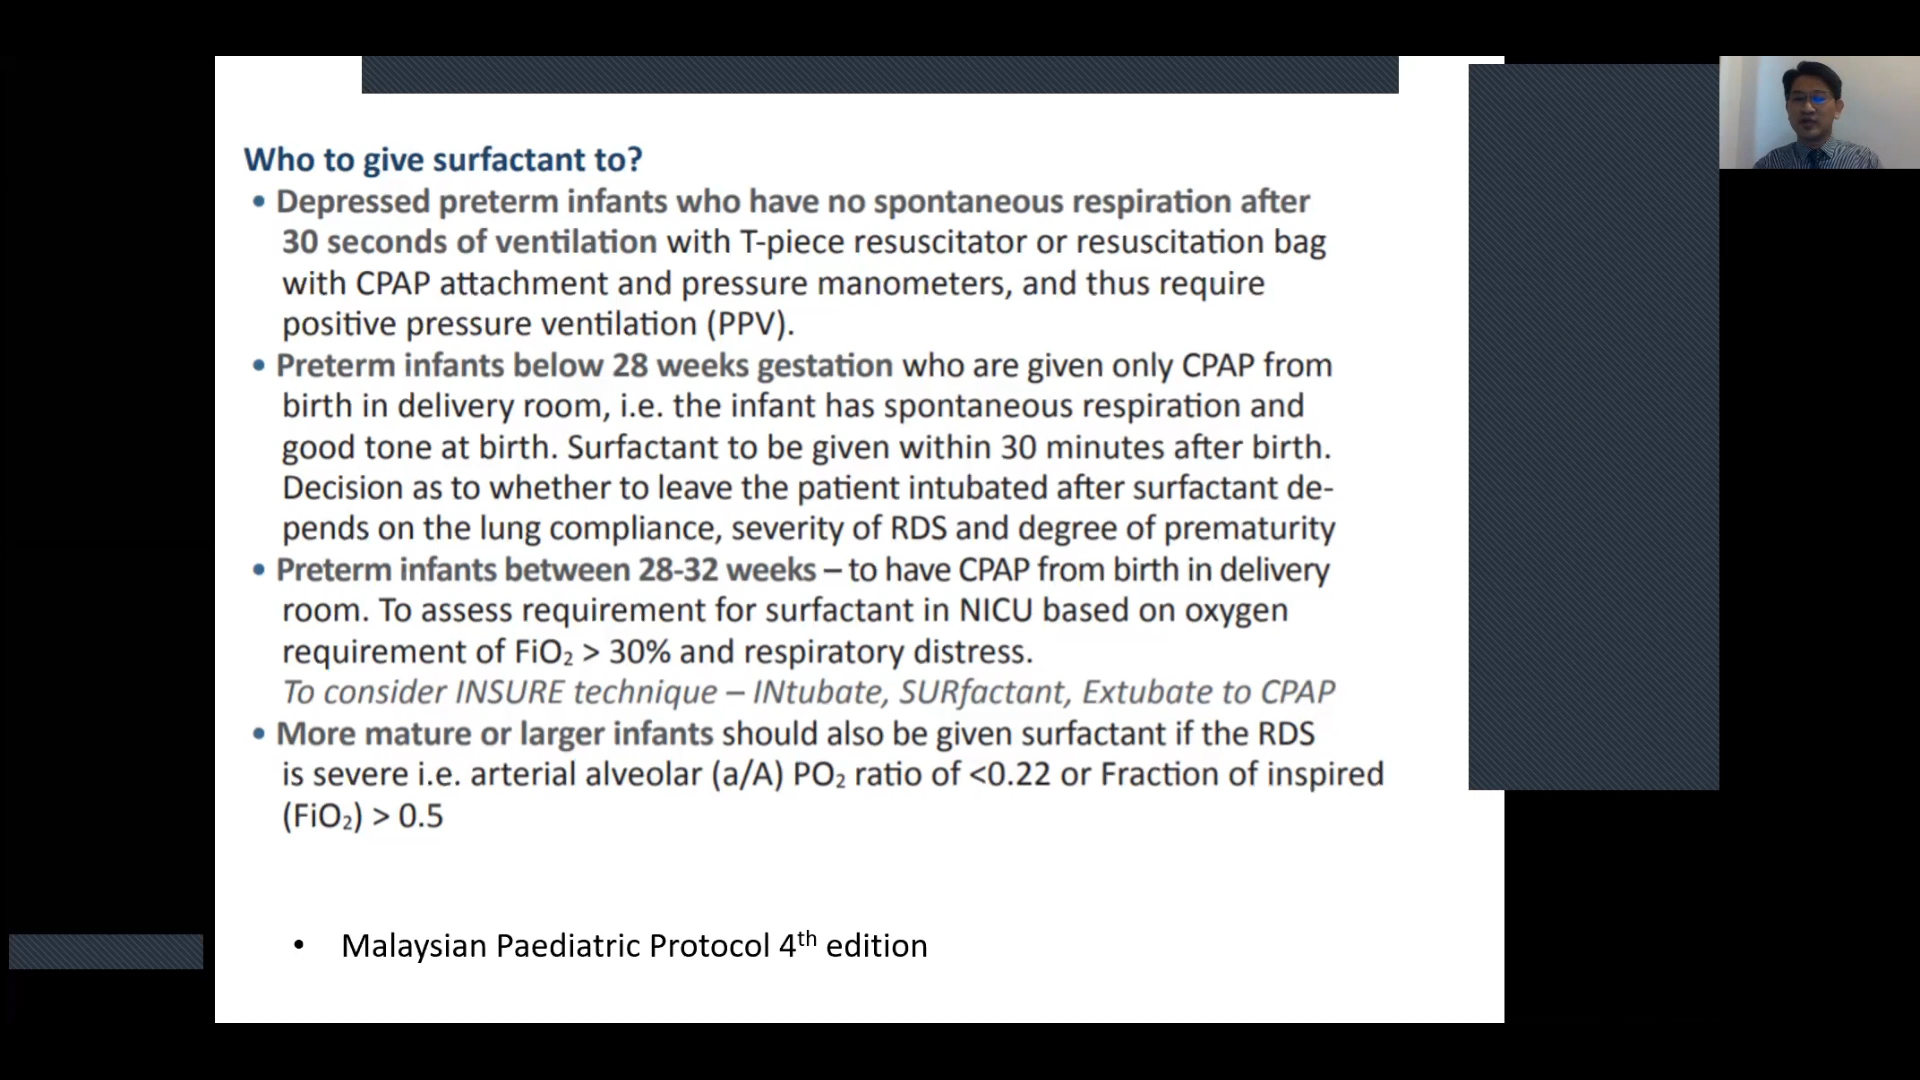 Who to give surfactant to?
• Depressed preterm infants who have no spontaneous respiration after
30 seconds of ventilation with T-piece resuscitator or resuscitation bag
with CPAP attachment and pressure manometers, and thus require
positive pressure ventilation (PPV).
• Preterm infants below 28 weeks gestation who are given only CPAP from
birth in delivery room, i.e. the infant has spontaneous respiration and
good tone at birth. Surfactant to be given within 30 minutes after birth.
Decision as to whether to leave the patient intubated after surfactant de-
pends on the lung compliance, severity of RDS and degree of prematurity
• Preterm infants between 28-32 weeks – to have CPAP from birth in delivery
room. To assess requirement for surfactant in NICU based on oxygen
requirement of FiO₂ > 30% and respiratory distress.
To consider INSURE technique – INtubate, SURfactant, Extubate to CPAP
• More mature or larger infants should also be given surfactant if the RDS
is severe i.e. arterial alveolar (a/A) PO₂ ratio of <0.22 or Fraction of inspired
(FiO₂) > 0.5
• Malaysian Paediatric Protocol 4th edition